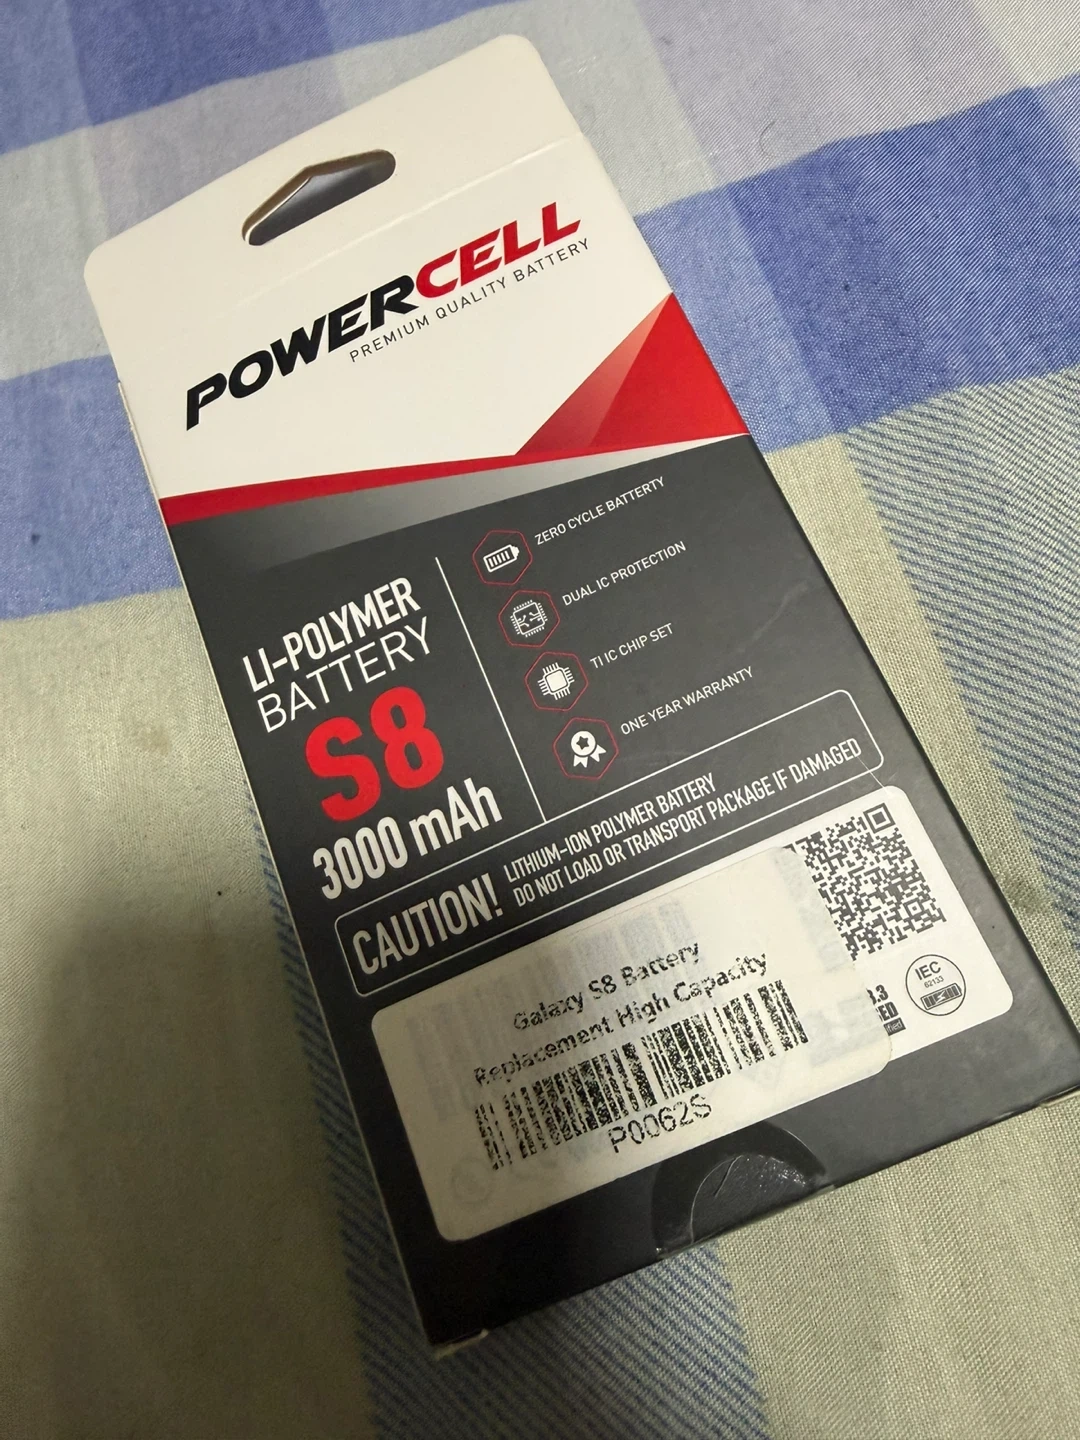 POWERCELL
PREMIUM QUALITY BATTERY
LI-POLYMER
BATTERY
S8
3000 mAh
ZERO CYCLE BATTERTY
DUAL IC PROTECTION
TI IC CHIP SET
ONE YEAR WARRANTY
CAUTION!
LITHIUM-ION POLYMER BATTERY
DO NOT LOAD OR TRANSPORT PACKAGE IF DAMAGED
Galaxy S8 Battery
Replacement High Capacity
P0062S
IEC
62133